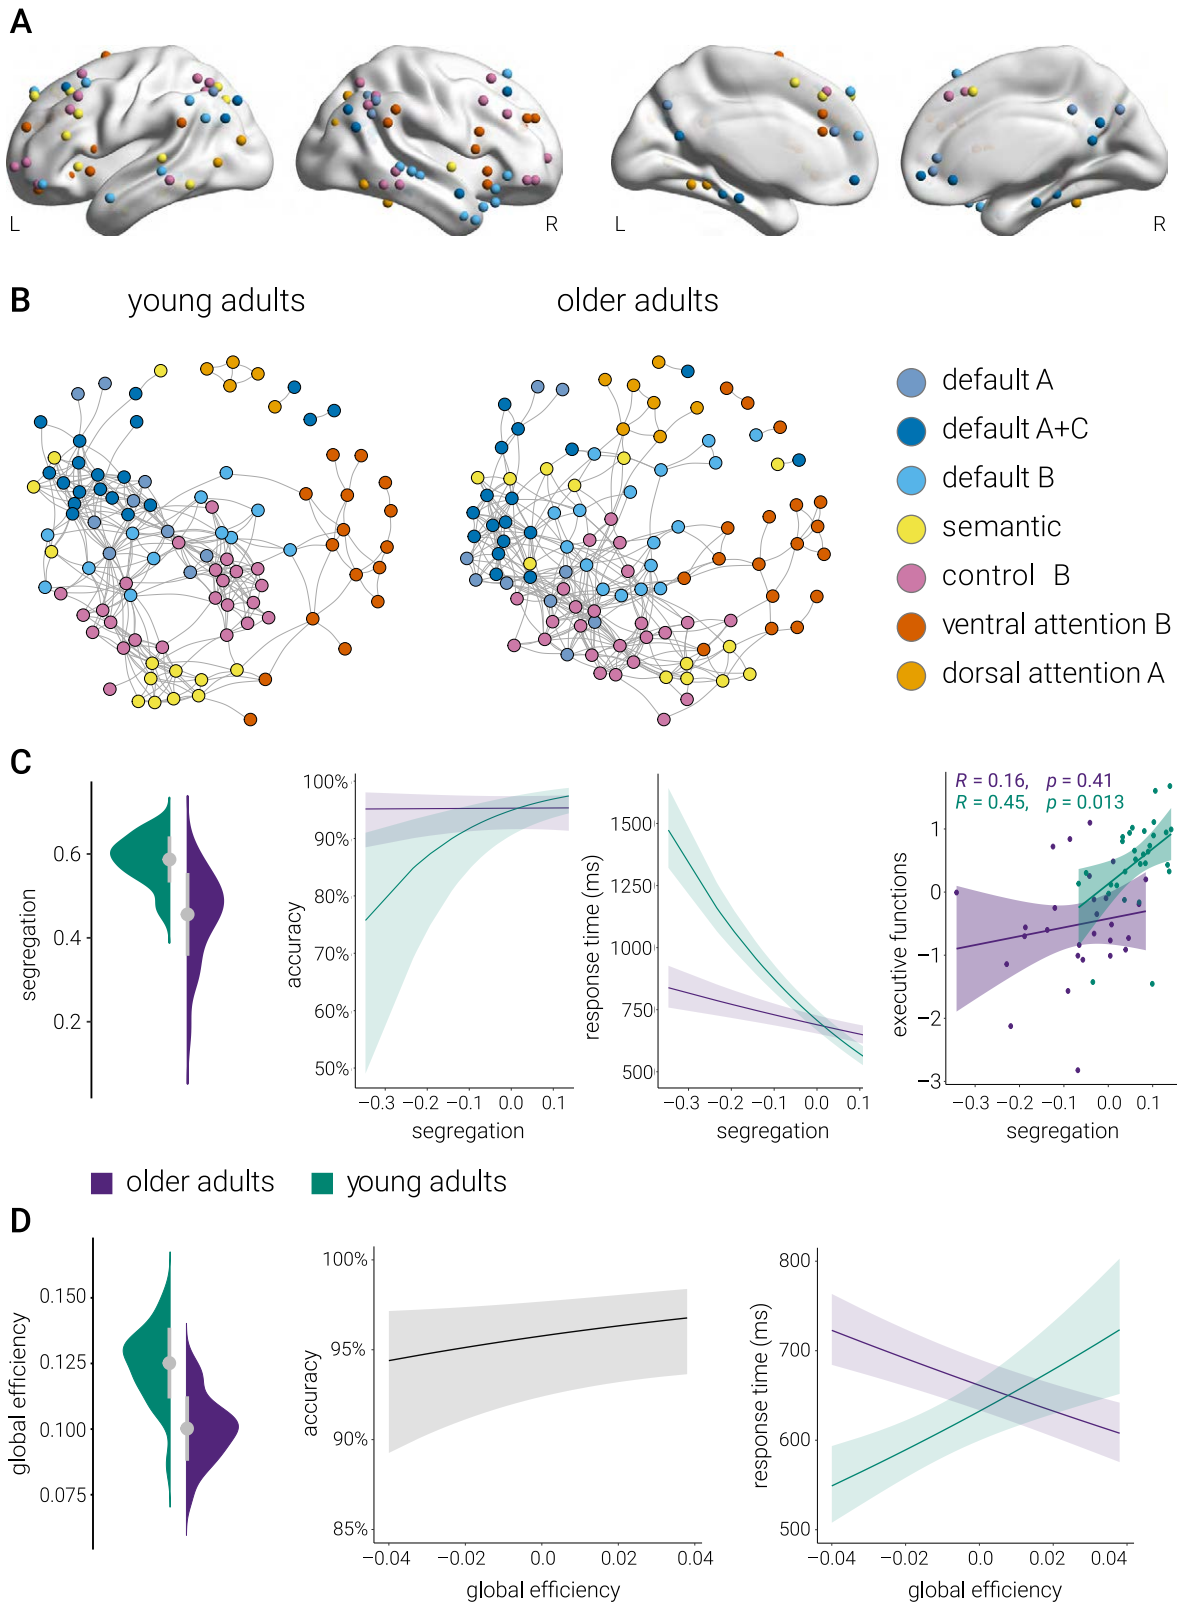 A
L
R
L
R
B
young adults
older adults
default A
default A+C
default B
semantic
control B
ventral attention B
dorsal attention A
C
segregation
0.6
0.4
0.2
accuracy
100%
90%
80%
70%
60%
50%
−0.3 −0.2 −0.1 0.0 0.1
segregation
response time (ms)
1500
1250
1000
750
500
−0.3 −0.2 −0.1 0.0 0.1
segregation
R = 0.16, p = 0.41
R = 0.45, p = 0.013
executive functions
1
0
−1
−2
−3
−0.3 −0.2 −0.1 0.0 0.1
segregation
older adults
young adults
D
global efficiency
0.150
0.125
0.100
0.075
accuracy
100%
95%
90%
85%
−0.04 −0.02 0.0 0.02 0.04
global efficiency
response time (ms)
800
700
600
500
−0.04 −0.02 0.0 0.02 0.04
global efficiency